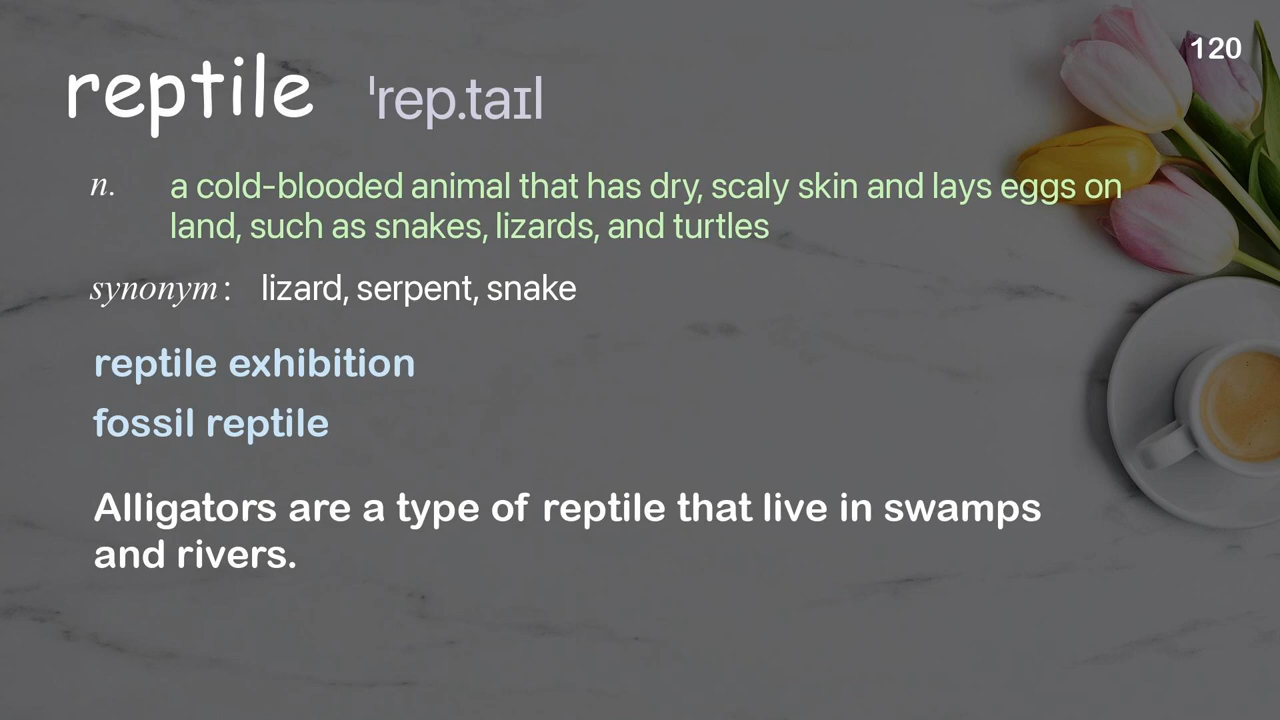 120
reptile ˈrep.taɪl
n. a cold-blooded animal that has dry, scaly skin and lays eggs on
land, such as snakes, lizards, and turtles
synonym: lizard, serpent, snake
reptile exhibition
fossil reptile
Alligators are a type of reptile that live in swamps
and rivers.